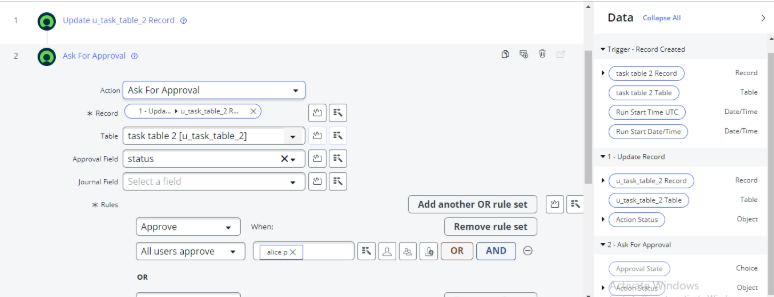 1 Update u_task_table_2 Record
2 Ask For Approval
Action Ask For Approval
* Record 1 - Upda... ▸ u_task_table_2 R... ×
Table task table 2 [u_task_table_2]
Approval Field status
Journal Field Select a field
* Rules Add another OR rule set
Approve When: Remove rule set
All users approve alice p × OR AND
OR
Data Collapse All
Trigger - Record Created
task table 2 Record Record
task table 2 Table Table
Run Start Time UTC Date/Time
Run Start Date/Time Date/Time
1 - Update Record
u_task_table_2 Record Record
u_task_table_2 Table Table
Action Status Object
2 - Ask For Approval
Approval State Choice
Activate Windows
Action Status Object